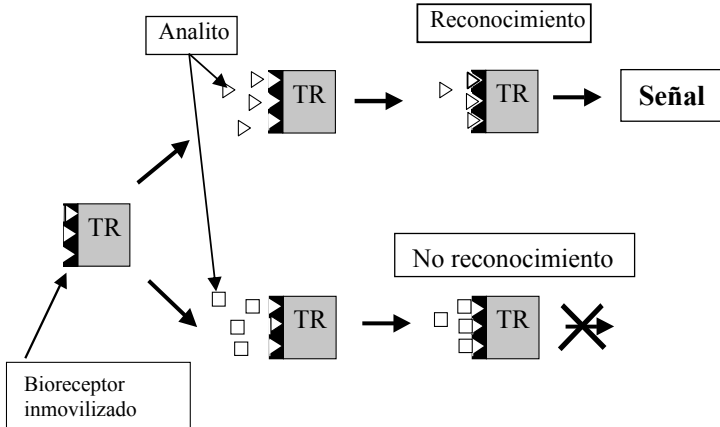 Analito
Reconocimiento
TR
TR
Señal
TR
No reconocimiento
TR
TR
Bioreceptor
inmovilizado